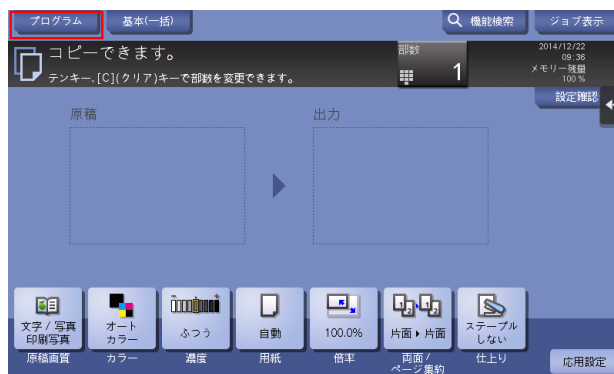 プログラム
基本(一括)
機能検索
ジョブ表示
コピーできます。
テンキー、[C](クリア)キーで部数を変更できます。
部数
1
2014/12/22
09:36
メモリー残量
100 %
設定確認
原稿
出力
文字 / 写真
印刷写真
オート
カラー
ふつう
自動
100.0%
1
2
1
2
片面 ▸ 片面
ステープル
しない
原稿画質
カラー
濃度
用紙
倍率
両面 /
ページ集約
仕上り
応用設定